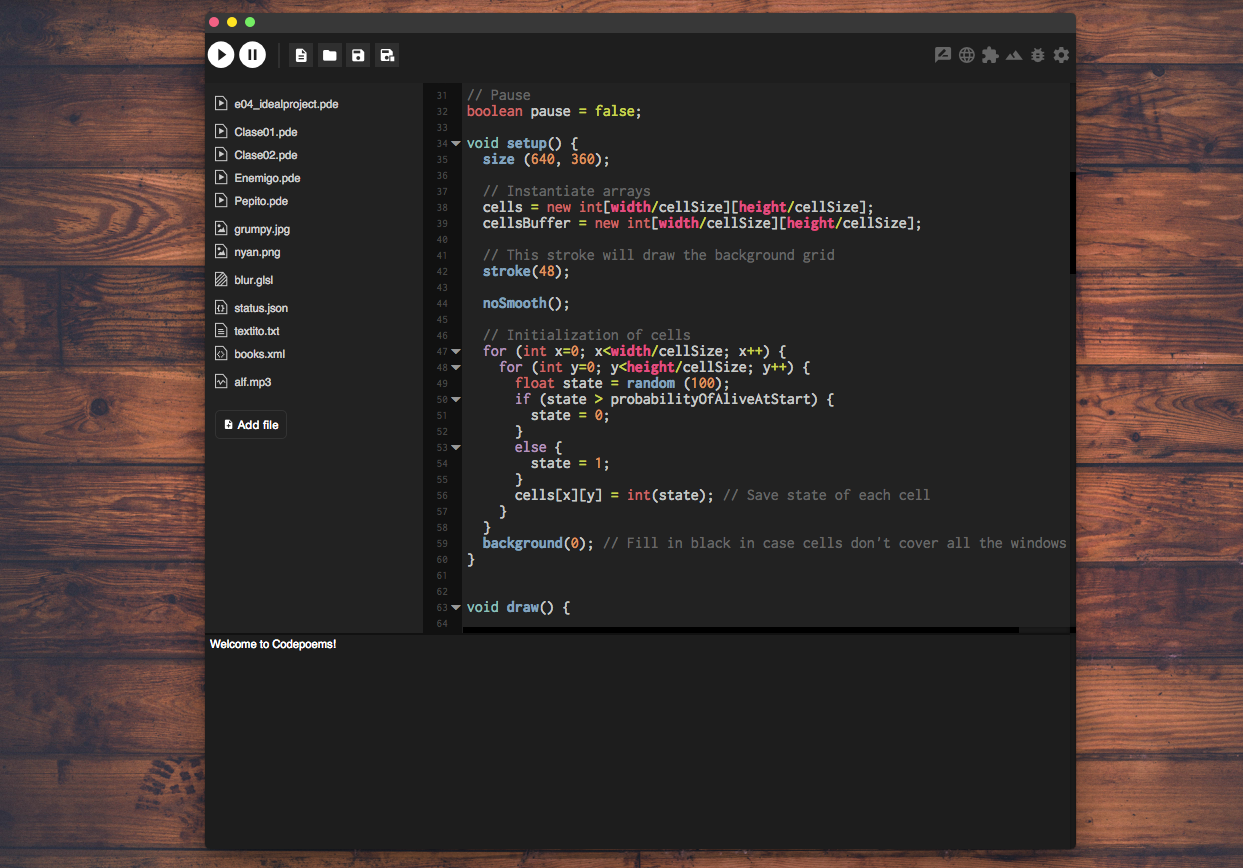 e04_idealproject.pde
Clase01.pde
Clase02.pde
Enemigo.pde
Pepito.pde
grumpy.jpg
nyan.png
blur.glsl
status.json
textito.txt
books.xml
alf.mp3
Add file
31 // Pause
32 boolean pause = false;
33
34 void setup() {
35 size (640, 360);
36
37 // Instantiate arrays
38 cells = new int[width/cellSize][height/cellSize];
39 cellsBuffer = new int[width/cellSize][height/cellSize];
40
41 // This stroke will draw the background grid
42 stroke(48);
43
44 noSmooth();
45
46 // Initialization of cells
47 for (int x=0; x<width/cellSize; x++) {
48 for (int y=0; y<height/cellSize; y++) {
49 float state = random (100);
50 if (state > probabilityOfAliveAtStart) {
51 state = 0;
52 }
53 else {
54 state = 1;
55 }
56 cells[x][y] = int(state); // Save state of each cell
57 }
58 }
59 background(0); // Fill in black in case cells don't cover all the windows
60 }
61
62
63 void draw() {
64
Welcome to Codepoems!